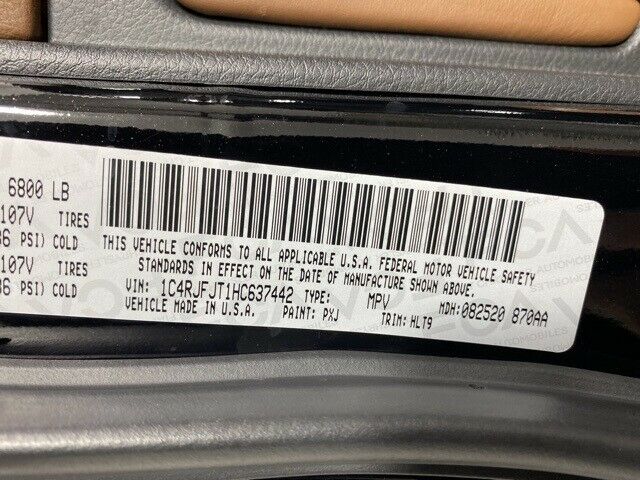 6800 LB
107V TIRES
36 PSI) COLD
107V TIRES
36 PSI) COLD
THIS VEHICLE CONFORMS TO ALL APPLICABLE U.S.A. FEDERAL MOTOR VEHICLE SAFETY
STANDARDS IN EFFECT ON THE DATE OF MANUFACTURE SHOWN ABOVE.
VIN: 1C4RJFJT1HC637442 TYPE: MPV MDH: 082520 870AA
VEHICLE MADE IN U.S.A. PAINT: PXJ TRIM: HLT9